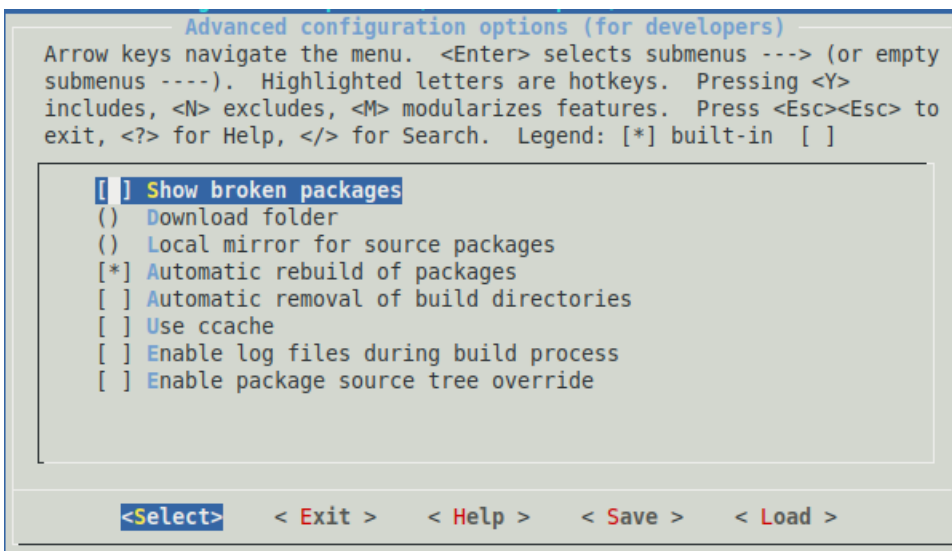 Advanced configuration options (for developers)
Arrow keys navigate the menu.  <Enter> selects submenus ---> (or empty
submenus ----).  Highlighted letters are hotkeys.  Pressing <Y>
includes, <N> excludes, <M> modularizes features.  Press <Esc><Esc> to
exit, <?> for Help, </> for Search.  Legend: [*] built-in  [ ]
[ ] Show broken packages
()  Download folder
()  Local mirror for source packages
[*] Automatic rebuild of packages
[ ] Automatic removal of build directories
[ ] Use ccache
[ ] Enable log files during build process
[ ] Enable package source tree override
<Select>    < Exit >    < Help >    < Save >    < Load >